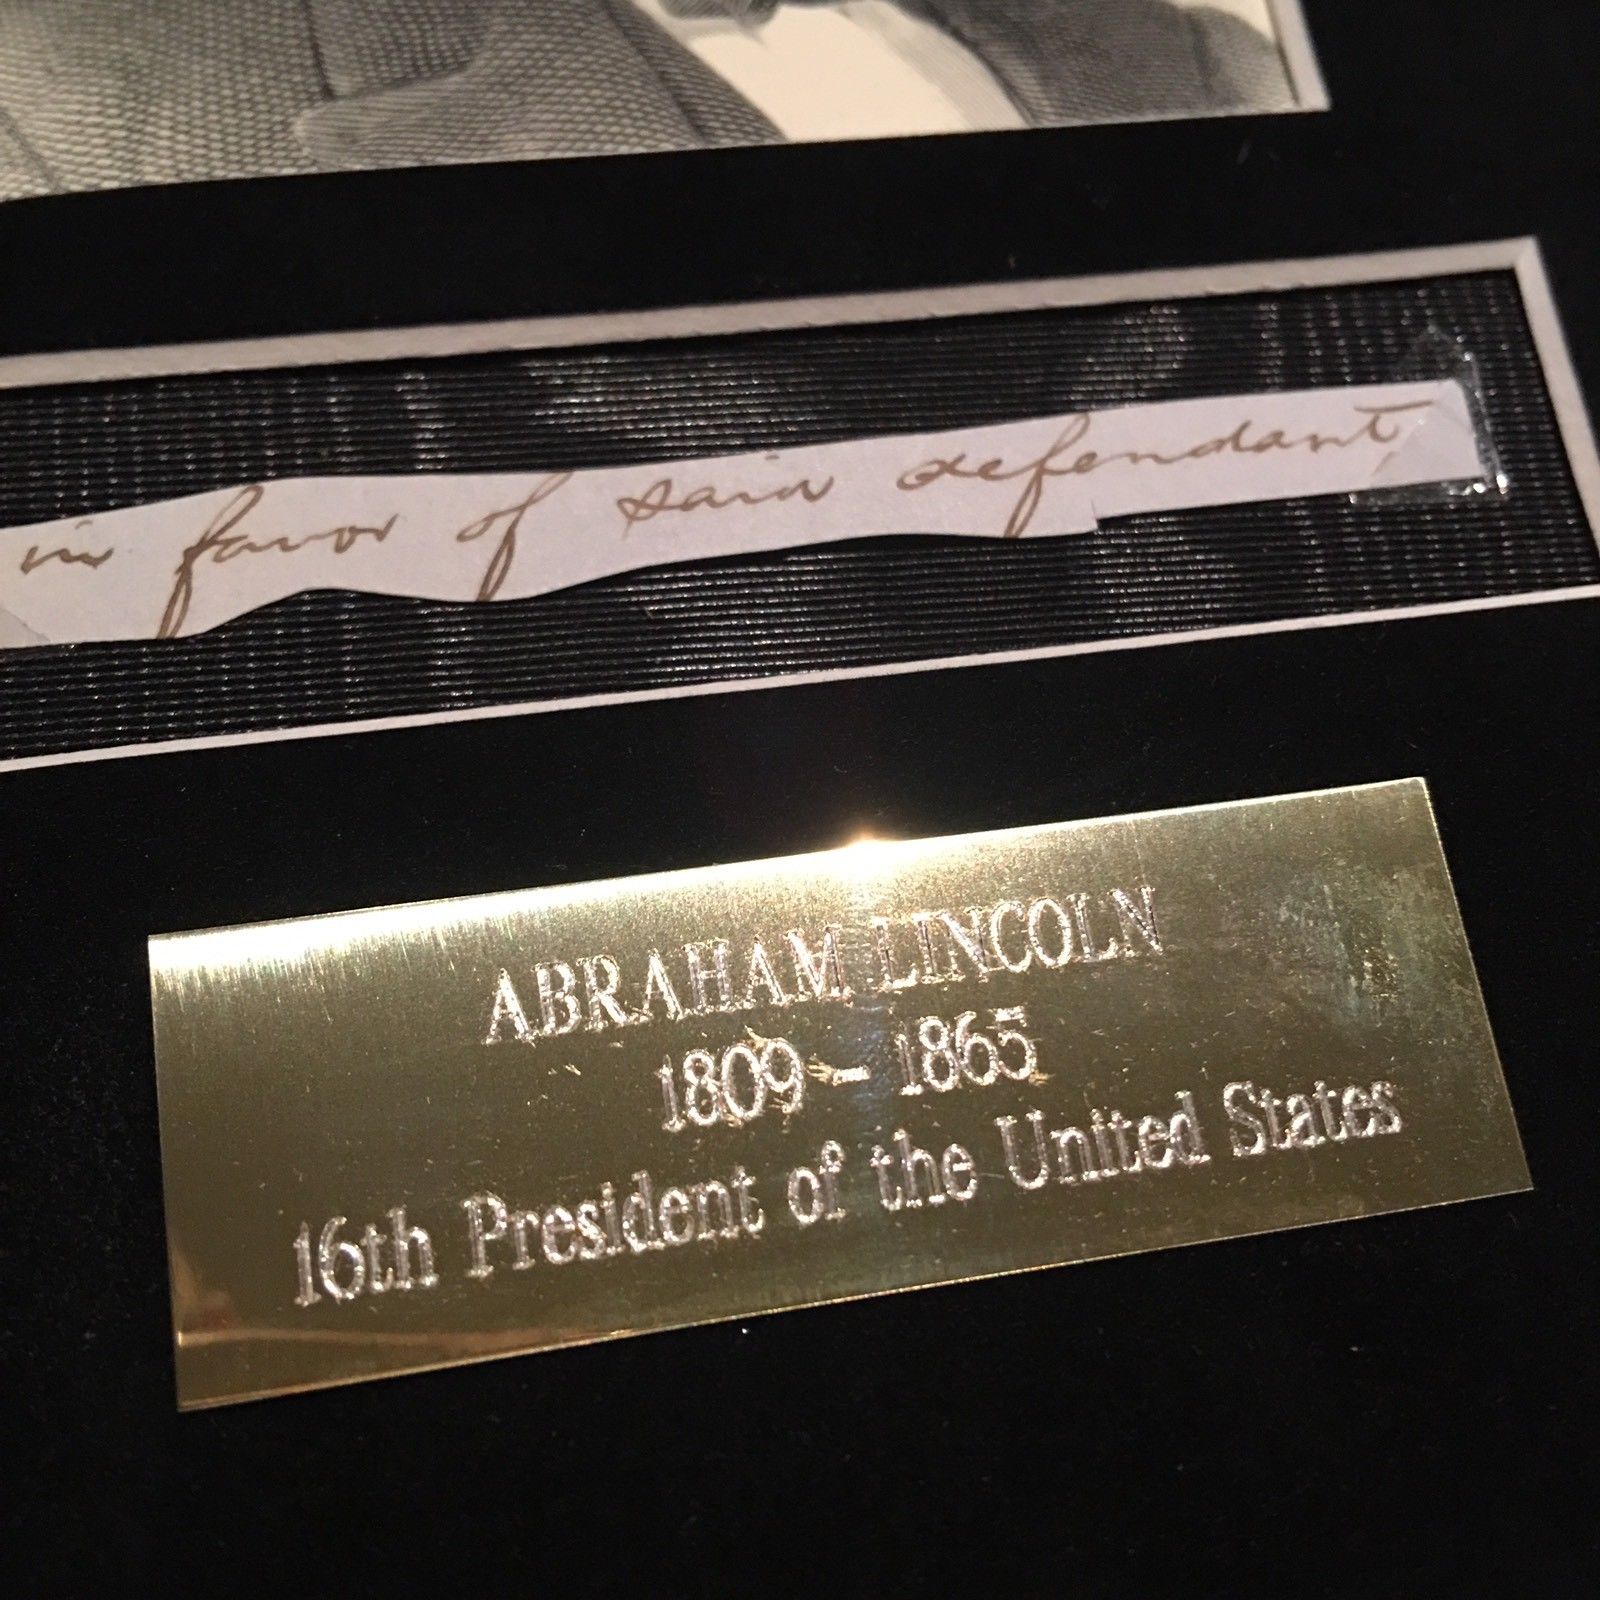 in favor of said defendant
ABRAHAM LINCOLN
1809 - 1865
16th President of the United States